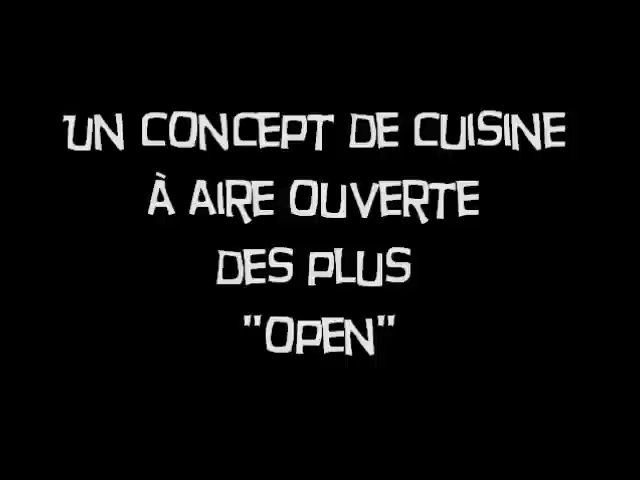 UN CONCEPT DE CUISINE
À AIRE OUVERTE
DES PLUS
"OPEN"